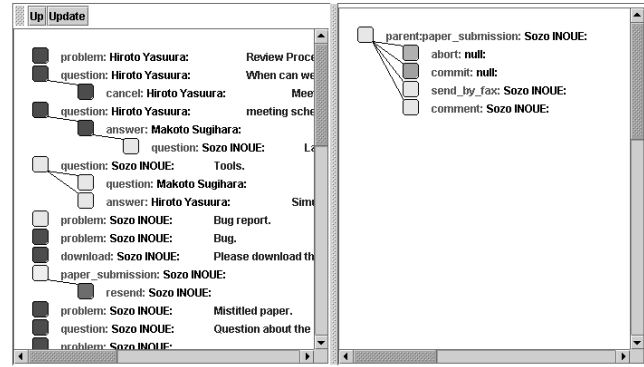 Up Update
problem: Hiroto Yasuura: Review Proce
question: Hiroto Yasuura: When can we
cancel: Hiroto Yasuura: Mee
question: Hiroto Yasuura: meeting sche
answer: Makoto Sugihara:
question: Sozo INOUE: La
question: Sozo INOUE: Tools.
question: Makoto Sugihara:
answer: Hiroto Yasuura: Simu
problem: Sozo INOUE: Bug report.
problem: Sozo INOUE: Bug.
download: Sozo INOUE: Please download th
paper_submission: Sozo INOUE:
resend: Sozo INOUE:
problem: Sozo INOUE: Mistitled paper.
question: Sozo INOUE: Question about the
problem: Sozo INOUE:
parent:paper_submission: Sozo INOUE:
abort: null:
commit: null:
send_by_fax: Sozo INOUE:
comment: Sozo INOUE: